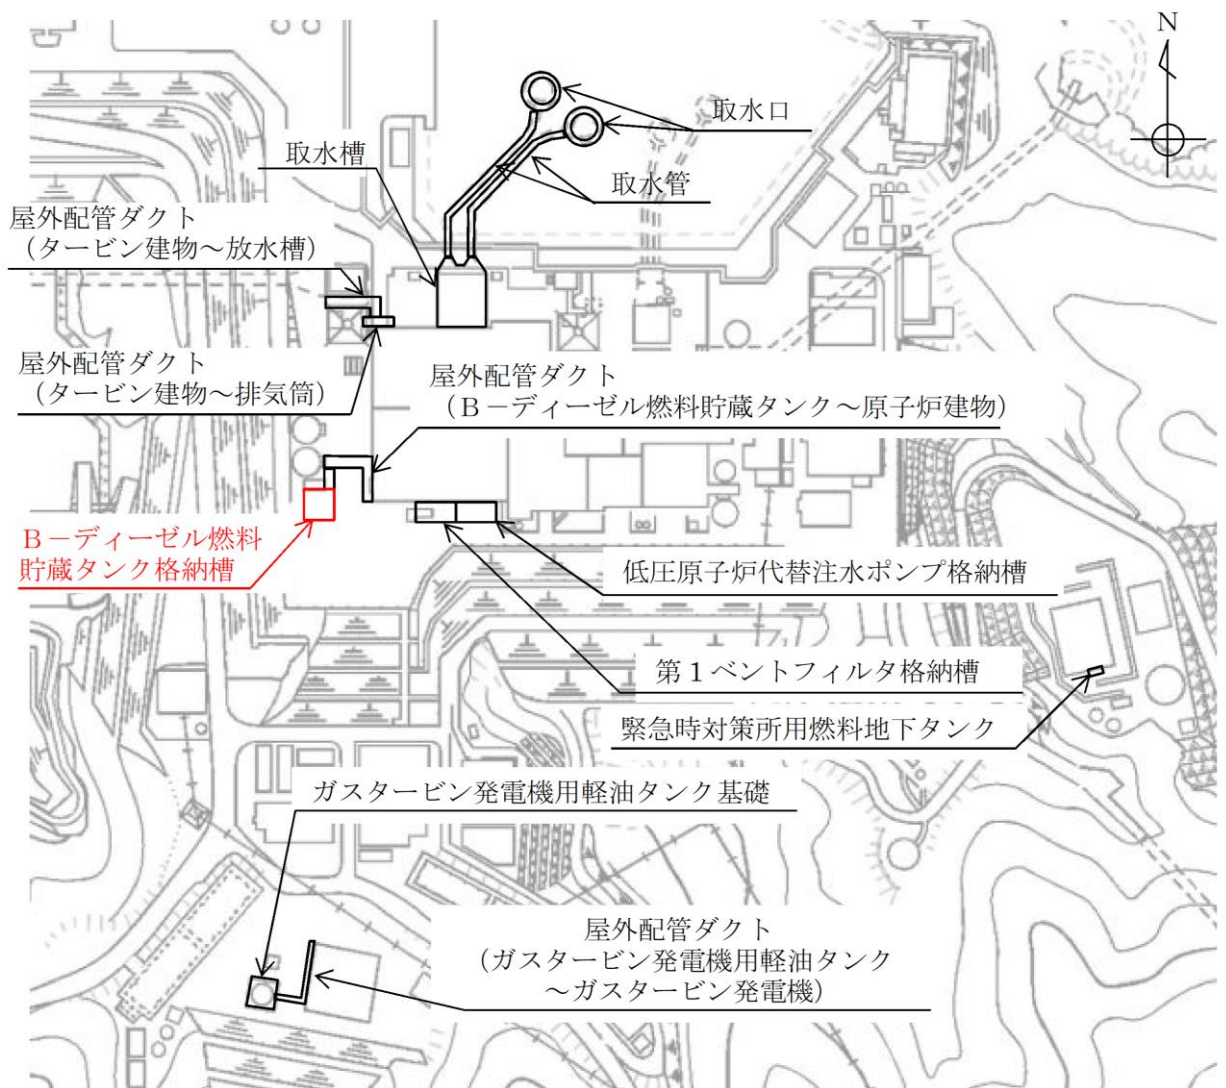 N
取水口
取水槽
取水管
屋外配管ダクト
（タービン建物～放水槽）
屋外配管ダクト
（タービン建物～排気筒）
屋外配管ダクト
（Ｂ－ディーゼル燃料貯蔵タンク～原子炉建物）
Ｂ－ディーゼル燃料
貯蔵タンク格納槽
低圧原子炉代替注水ポンプ格納槽
第１ベントフィルタ格納槽
緊急時対策所用燃料地下タンク
ガスタービン発電機用軽油タンク基礎
屋外配管ダクト
（ガスタービン発電機用軽油タンク
～ガスタービン発電機）